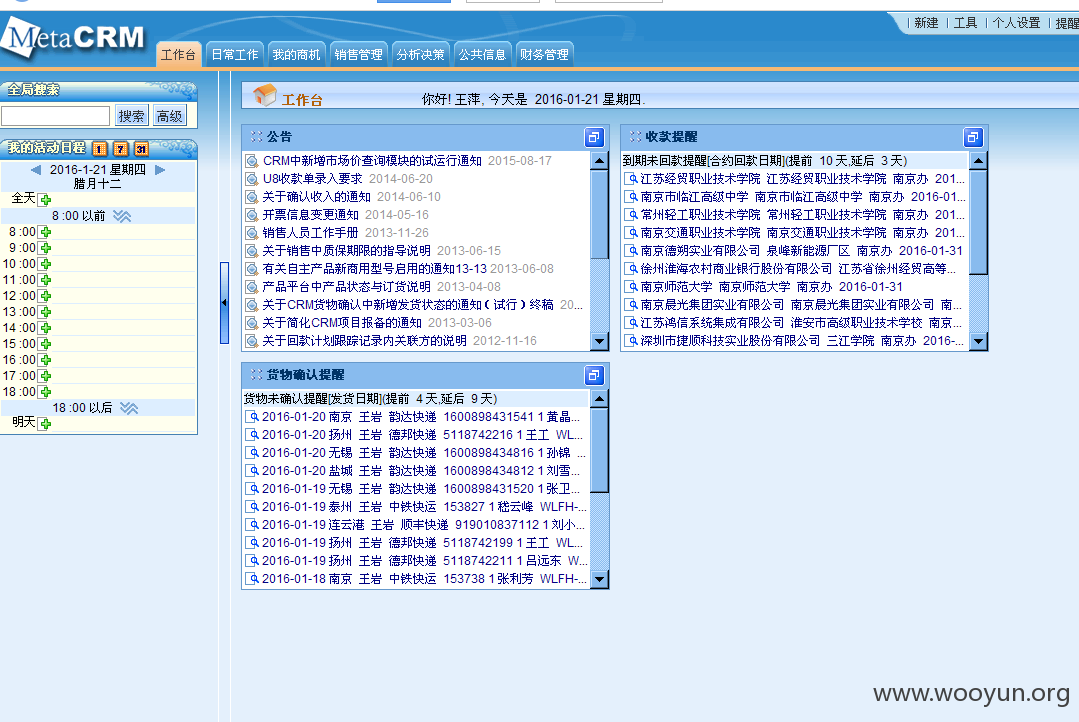 新建 | 工具 | 个人设置 | 提醒
MetaCRM
工作台 日常工作 我的商机 销售管理 分析决策 公共信息 财务管理
全局搜索
搜索 高级
我的活动日程 1 7 31
2016-1-21 星期四
腊月十二
全天
8 :00 以前
8 :00
9 :00
10 :00
11 :00
12 :00
13 :00
14 :00
15 :00
16 :00
17 :00
18 :00
18 :00 以后
明天
工作台 你好! 王萍, 今天是 2016-01-21 星期四.
公告
CRM中新增市场价查询模块的试运行通知 2015-08-17
U8收款单录入要求 2014-06-20
关于确认收入的通知 2014-06-10
开票信息变更通知 2014-05-16
销售人员工作手册 2013-11-26
关于销售中质保期限的指导说明 2013-06-15
有关自主产品新商用型号启用的通知13-13 2013-06-08
产品平台中产品状态与订货说明 2013-04-08
关于CRM货物确认中新增发货状态的通知（试行）终稿 20...
关于简化CRM项目报备的通知 2013-03-06
关于回款计划跟踪记录内关联方的说明 2012-11-16
收款提醒
到期未回款提醒[合约回款日期](提前 10 天,延后 3 天)
江苏经贸职业技术学院 江苏经贸职业技术学院 南京办 201...
南京市临江高级中学 南京市临江高级中学 南京办 2016-01...
常州轻工职业技术学院 常州轻工职业技术学院 南京办 201...
南京交通职业技术学院 南京交通职业技术学院 南京办 201...
南京德朔实业有限公司 泉峰新能源厂区 南京办 2016-01-31
徐州淮海农村商业银行股份有限公司 江苏省徐州经贸高等...
南京师范大学 南京师范大学 南京办 2016-01-31
南京晨光集团实业有限公司 南京晨光集团实业有限公司 南...
江苏鸿信系统集成有限公司 淮安市高级职业技术学校 南京...
深圳市捷顺科技实业股份有限公司 三江学院 南京办 2016-...
货物确认提醒
货物未确认提醒[发货日期](提前 4 天,延后 9 天)
2016-01-20 南京 王岩 韵达快递 1600898431541 1 黄晶...
2016-01-20 扬州 王岩 德邦快递 5118742216 1 王工 WL...
2016-01-20 无锡 王岩 韵达快递 1600898434816 1 孙锦 ...
2016-01-20 盐城 王岩 韵达快递 1600898434812 1 刘雪...
2016-01-19 无锡 王岩 韵达快递 1600898431520 1 张卫...
2016-01-19 泰州 王岩 中铁快运 153827 1 嵇云峰 WLFH-...
2016-01-19 连云港 王岩 顺丰快递 919010837112 1 刘小...
2016-01-19 扬州 王岩 德邦快递 5118742199 1 王工 WL...
2016-01-19 扬州 王岩 德邦快递 5118742211 1 吕远东 W...
2016-01-18 南京 王岩 中铁快运 153738 1 张利芳 WLFH-...
www.wooyun.org